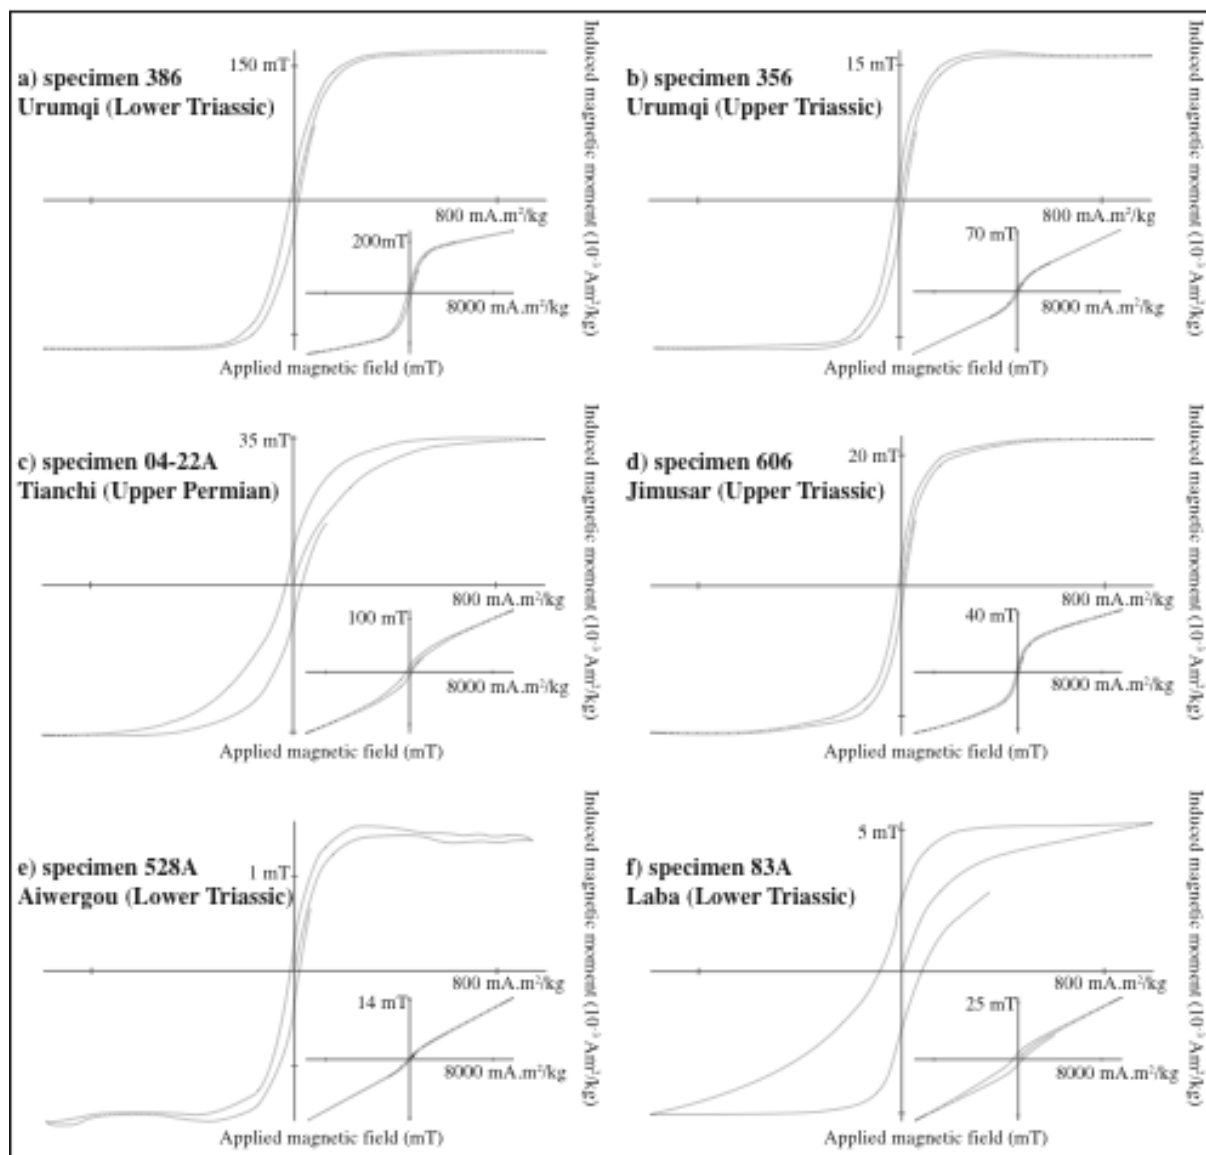 a) specimen 386
Urumqi (Lower Triassic)
150 mT
800 mA.m²/kg
200mT
8000 mA.m²/kg
Applied magnetic field (mT)
Induced magnetic moment (10⁻⁵ Am²/kg)
b) specimen 356
Urumqi (Upper Triassic)
15 mT
800 mA.m²/kg
70 mT
8000 mA.m²/kg
Applied magnetic field (mT)
Induced magnetic moment (10⁻⁵ Am²/kg)
c) specimen 04-22A
Tianchi (Upper Permian)
35 mT
800 mA.m²/kg
100 mT
8000 mA.m²/kg
Applied magnetic field (mT)
Induced magnetic moment (10⁻⁵ Am²/kg)
d) specimen 606
Jimusar (Upper Triassic)
20 mT
800 mA.m²/kg
40 mT
8000 mA.m²/kg
Applied magnetic field (mT)
Induced magnetic moment (10⁻⁵ Am²/kg)
e) specimen 528A
Aiwergou (Lower Triassic)
1 mT
800 mA.m²/kg
14 mT
8000 mA.m²/kg
Applied magnetic field (mT)
Induced magnetic moment (10⁻⁵ Am²/kg)
f) specimen 83A
Laba (Lower Triassic)
5 mT
800 mA.m²/kg
25 mT
8000 mA.m²/kg
Applied magnetic field (mT)
Induced magnetic moment (10⁻⁵ Am²/kg)